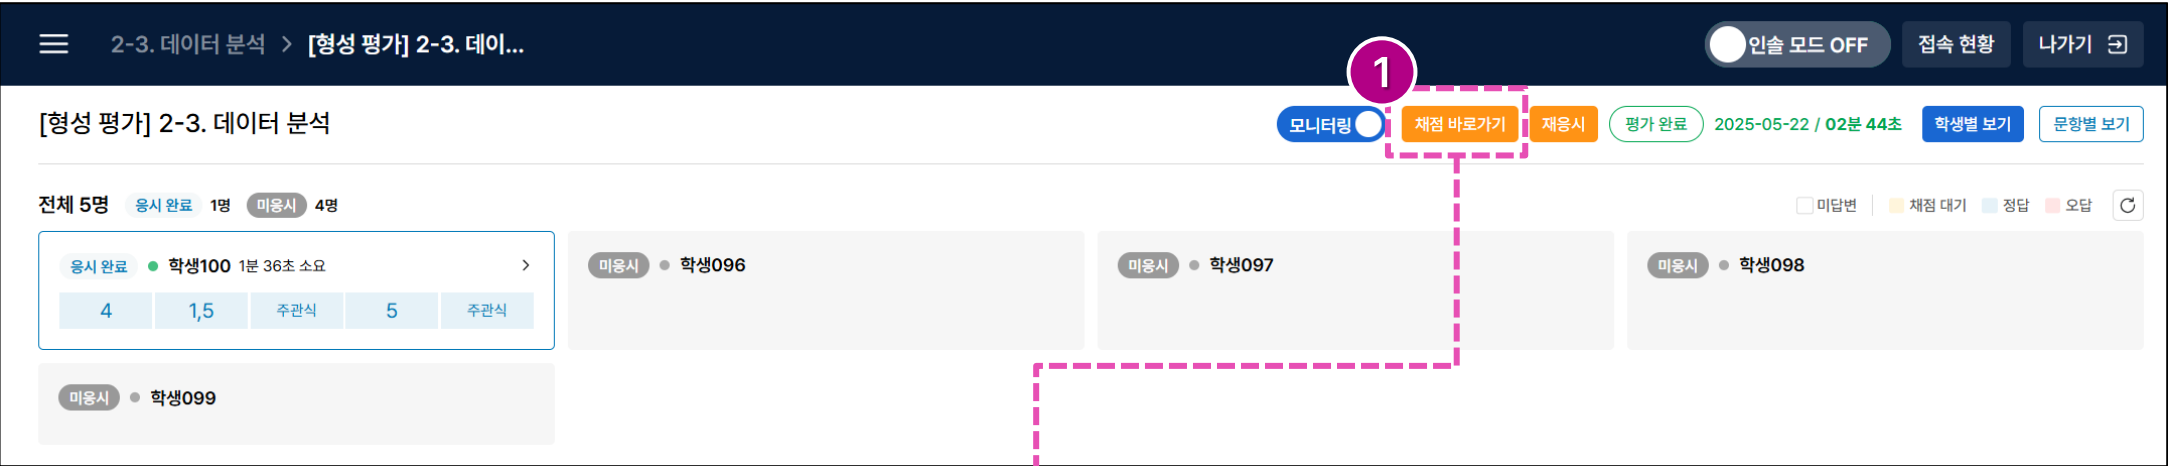 2-3. 데이터 분석 > [형성 평가] 2-3. 데이...
인솔 모드 OFF
접속 현황
나가기
1
[형성 평가] 2-3. 데이터 분석
모니터링
채점 바로가기
재응시
평가 완료
2025-05-22 / 02분 44초
학생별 보기
문항별 보기
전체 5명 응시 완료 1명 미응시 4명
미답변 채점 대기 정답 오답
응시 완료 학생100 1분 36초 소요
4 1,5 주관식 5 주관식
미응시 학생096
미응시 학생097
미응시 학생098
미응시 학생099